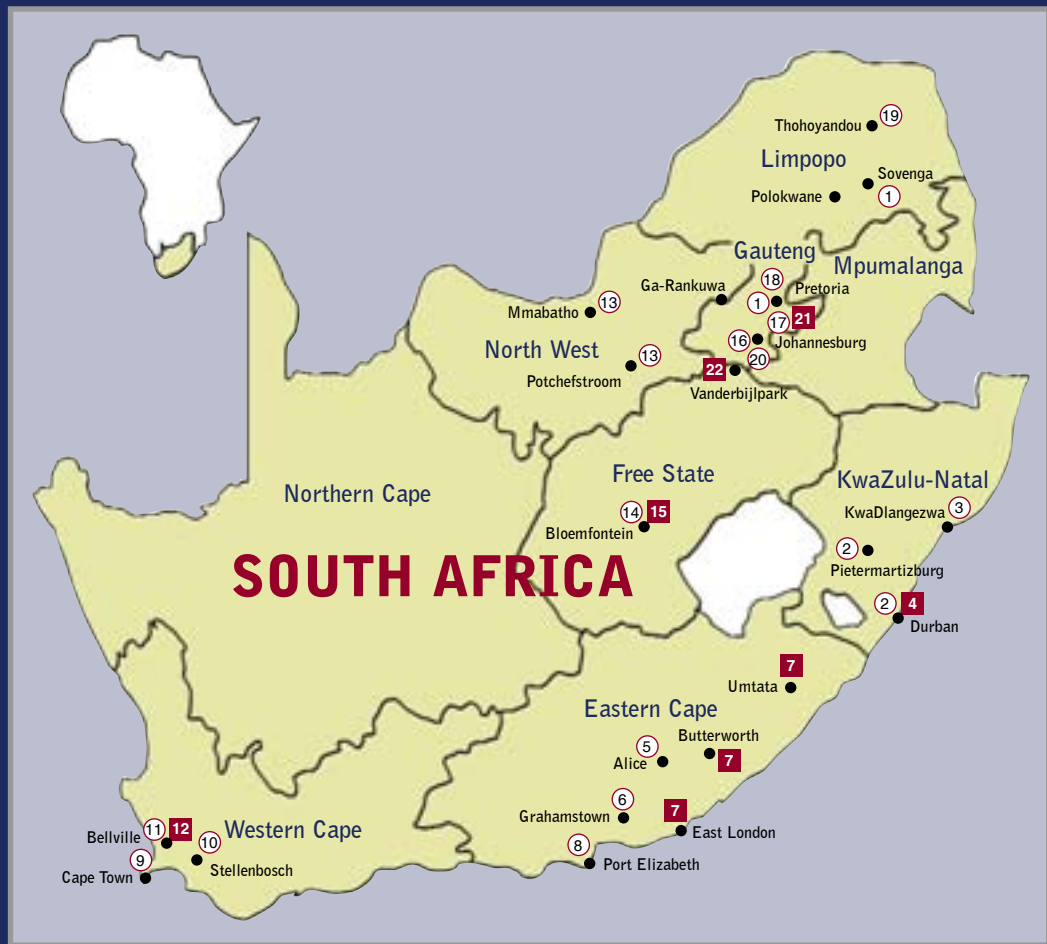 19
Thohoyandou
Limpopo
Sovenga
Polokwane
1
Gauteng
Mpumalanga
18
Ga-Rankuwa
Pretoria
1
13
Mmabatho
17 21
16
Johannesburg
North West
13
20
22
Potchefstroom
Vanderbijlpark
Free State
KwaZulu-Natal
Northern Cape
3
KwaDlangezwa
14 15
Bloemfontein
2
SOUTH AFRICA
Pietermartizburg
2 4
Durban
7
Umtata
Eastern Cape
Butterworth
5
Alice
7
6
7
Grahamstown
East London
11 12
Western Cape
Bellville
10
8
9
Stellenbosch
Port Elizabeth
Cape Town